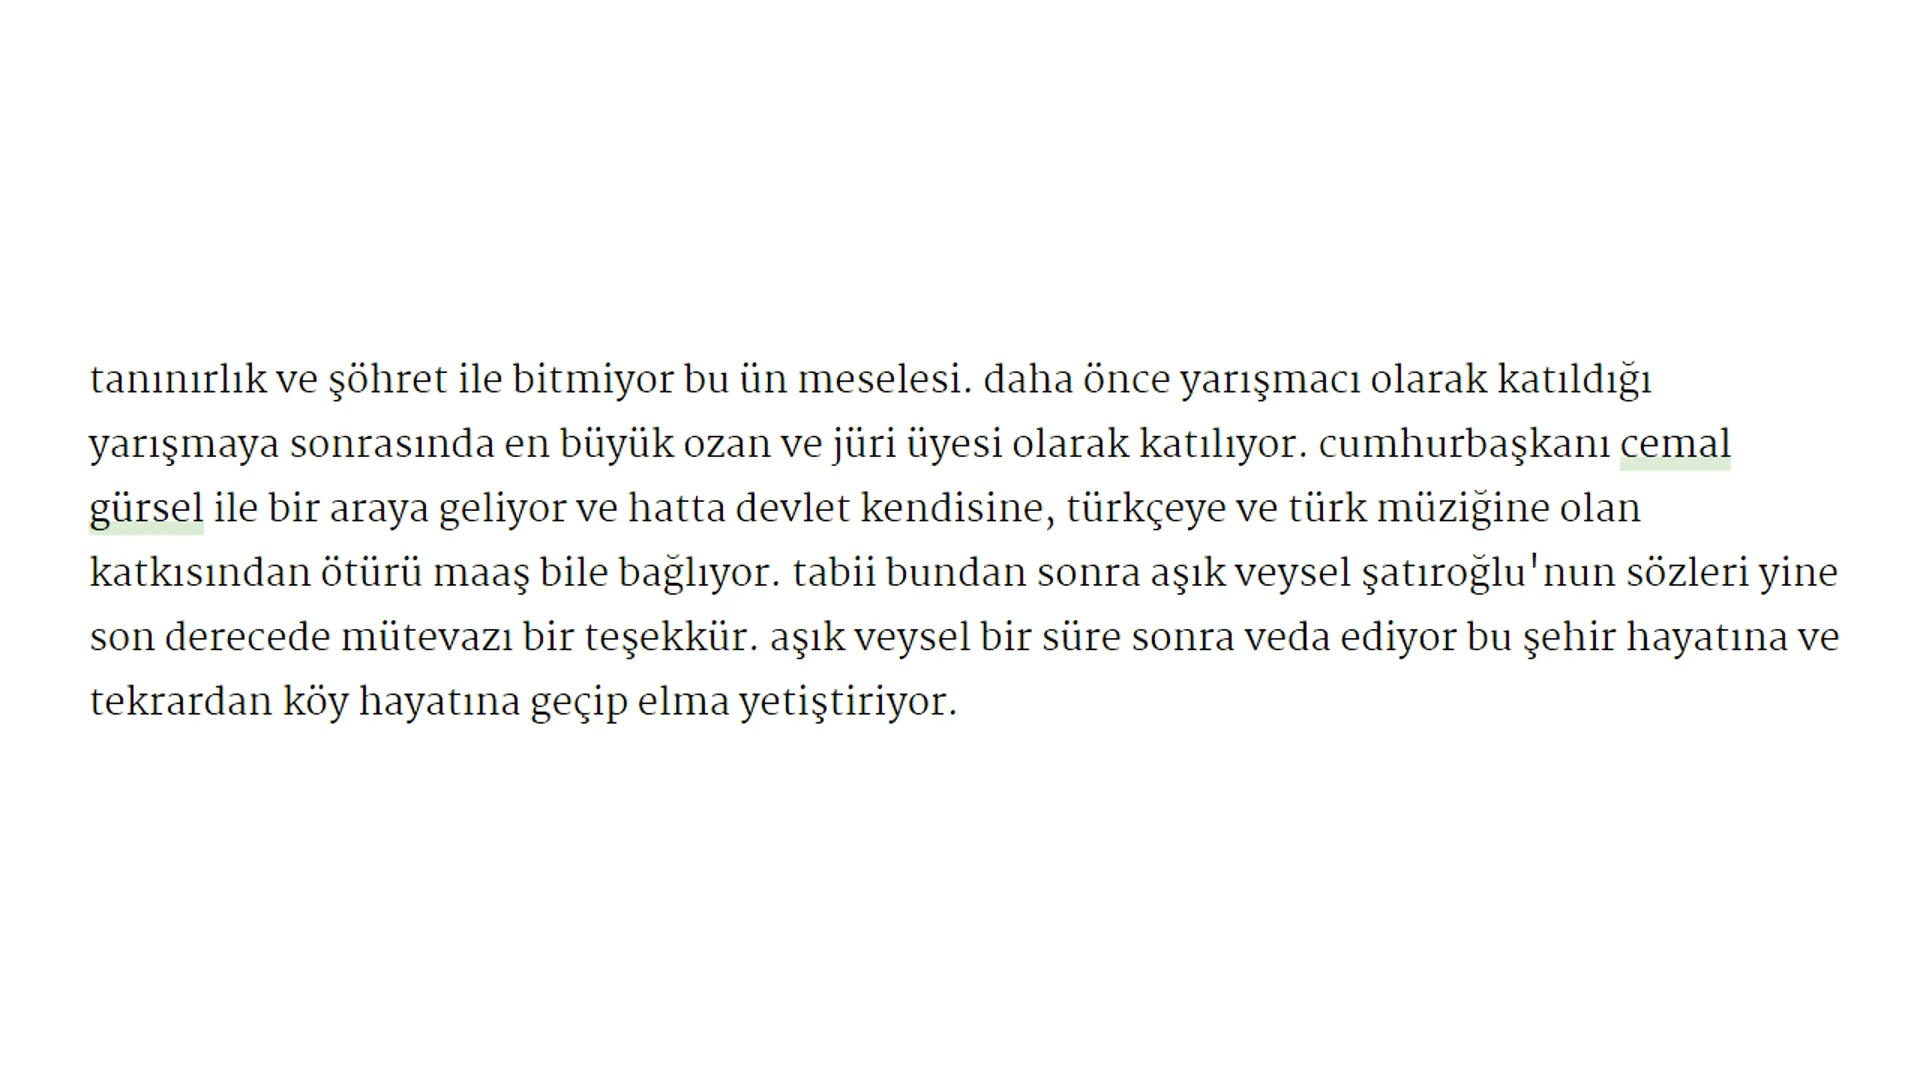 tanınırlık ve şöhret ile bitmiyor bu ün meselesi. daha önce yarışmacı olarak katıldığı
yarışmaya sonrasında en büyük ozan ve jüri üyesi olarak katılıyor. cumhurbaşkanı cemal
gürsel ile bir araya geliyor ve hatta devlet kendisine, türkçeye ve türk müziğine olan
katkısından ötürü maaş bile bağlıyor. tabii bundan sonra aşık veysel şatıroğlu'nun sözleri yine
son derecede mütevazı bir teşekkür. aşık veysel bir süre sonra veda ediyor bu şehir hayatına ve
tekrardan köy hayatına geçip elma yetiştiriyor.